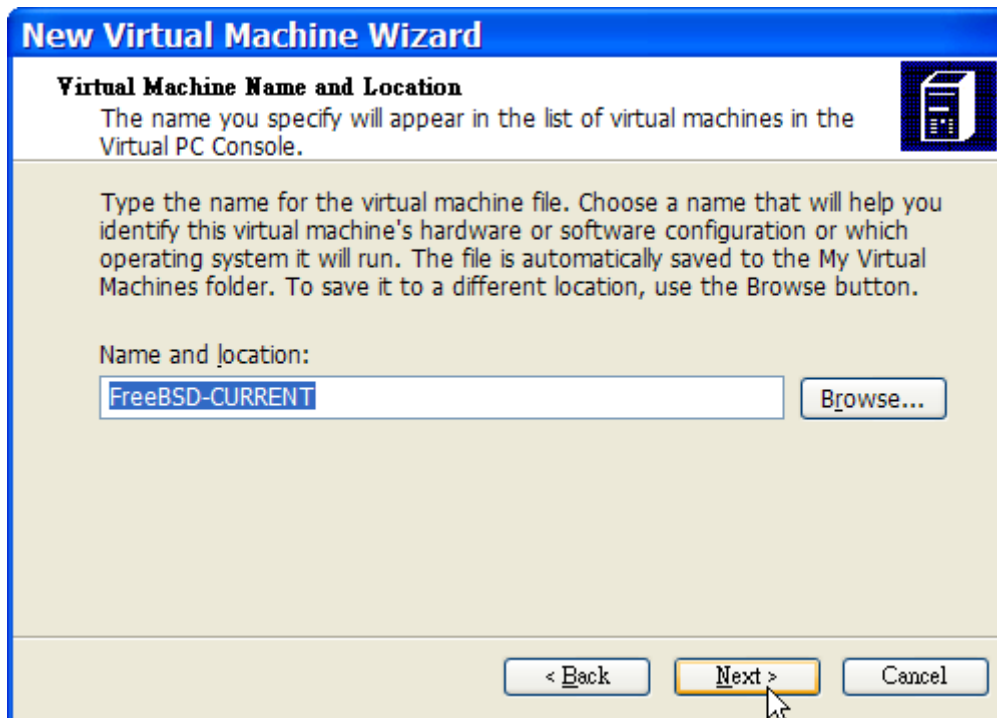 New Virtual Machine Wizard
Virtual Machine Name and Location
The name you specify will appear in the list of virtual machines in the
Virtual PC Console.
Type the name for the virtual machine file. Choose a name that will help you
identify this virtual machine's hardware or software configuration or which
operating system it will run. The file is automatically saved to the My Virtual
Machines folder. To save it to a different location, use the Browse button.
Name and location:
FreeBSD-CURRENT
Browse...
< Back
Next >
Cancel